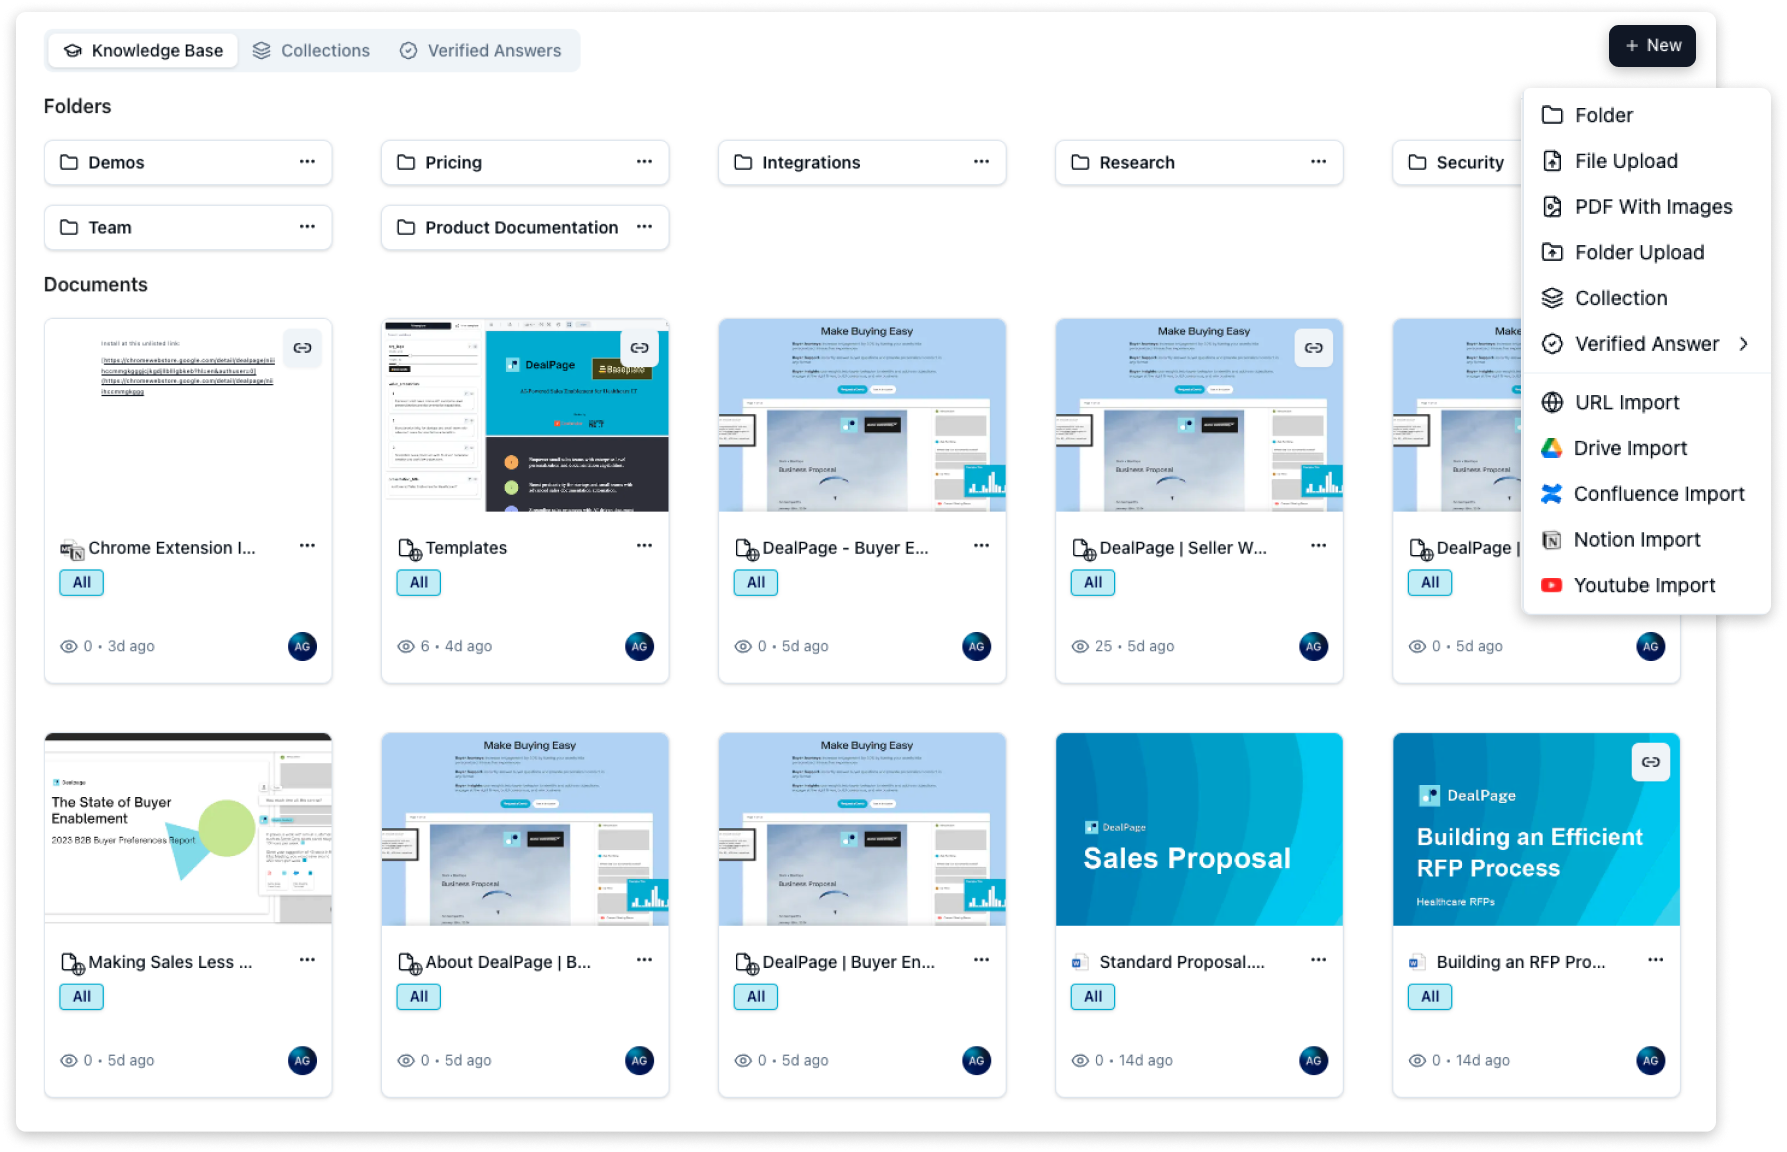 Knowledge Base
Collections
Verified Answers
+ New
Folders
Demos
Pricing
Integrations
Research
Security
Team
Product Documentation
Folder
File Upload
PDF With Images
Folder Upload
Collection
Verified Answer
URL Import
Drive Import
Confluence Import
Notion Import
Youtube Import
Documents
Install at this unlisted link:
Chrome Extension I...
All
0 • 3d ago
AG
DealPage
Baseplate
Templates
All
6 • 4d ago
AG
Make Buying Easy
Business Proposal
DealPage - Buyer E...
All
0 • 5d ago
AG
Make Buying Easy
Business Proposal
DealPage | Seller W...
All
25 • 5d ago
AG
Business Proposal
DealPage |
All
0 • 5d ago
AG
Dealpage
The State of Buyer
Enablement
2023 B2B Buyer Preferences Report
Making Sales Less ...
All
0 • 5d ago
AG
Make Buying Easy
Business Proposal
About DealPage | B...
All
0 • 5d ago
AG
Make Buying Easy
Business Proposal
DealPage | Buyer En...
All
0 • 5d ago
AG
DealPage
Sales Proposal
Standard Proposal....
All
0 • 14d ago
AG
DealPage
Building an Efficient
RFP Process
Healthcare RFPs
Building an RFP Pro...
All
0 • 14d ago
AG